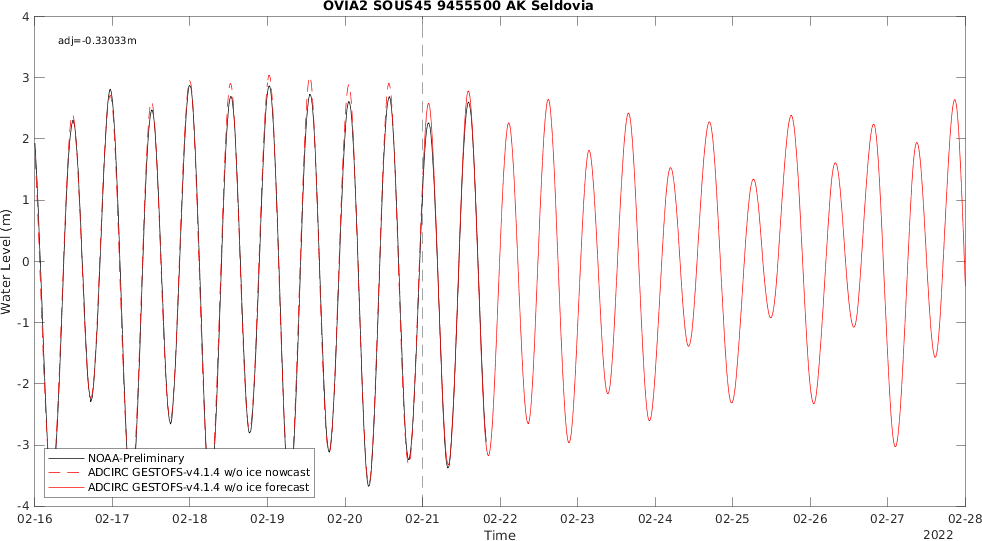 OVIA2 SOUS45 9455500 AK Seldovia
adj=-0.33033m
Water Level (m)
4
3
2
1
0
-1
-2
-3
-4
NOAA-Preliminary
ADCIRC GESTOFS-v4.1.4 w/o ice nowcast
ADCIRC GESTOFS-v4.1.4 w/o ice forecast
02-16 02-17 02-18 02-19 02-20 02-21 02-22 02-23 02-24 02-25 02-26 02-27 02-28
Time
2022